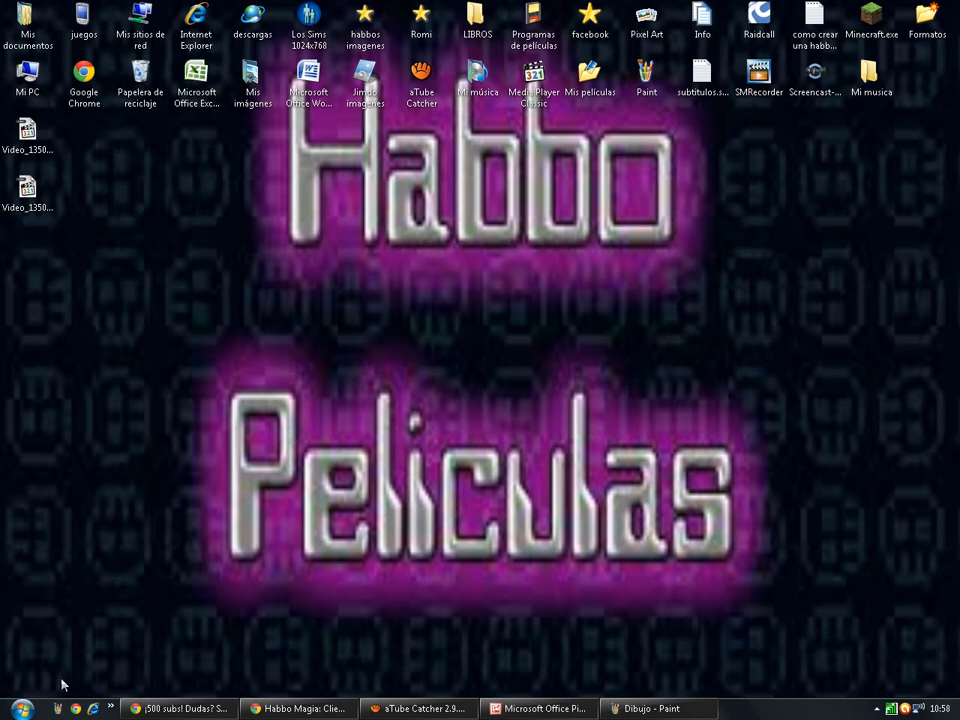 Mis documentos
juegos
Mis sitios de red
Internet Explorer
descargas
Los Sims 1024x768
habbos imagenes
Romi
LIBROS
Programas de películas
facebook
Pixel Art
Info
Raidcall
como crear una habb...
Minecraft.exe
Formatos
Mi PC
Google Chrome
Papelera de reciclaje
Microsoft Office Exc...
Mis imágenes
Microsoft Office Wo...
Jimdo imagenes
aTube Catcher
Mi música
Media Player Classic
Mis películas
Paint
subtitulos.s...
SMRecorder
Screencast-...
Mi musica
Video_1350...
Video_1350...
Habbo
Peliculas
¡500 subs! Dudas? S...
Habbo Magia: Clie...
aTube Catcher 2.9....
Microsoft Office Pi...
Dibujo - Paint
10:58